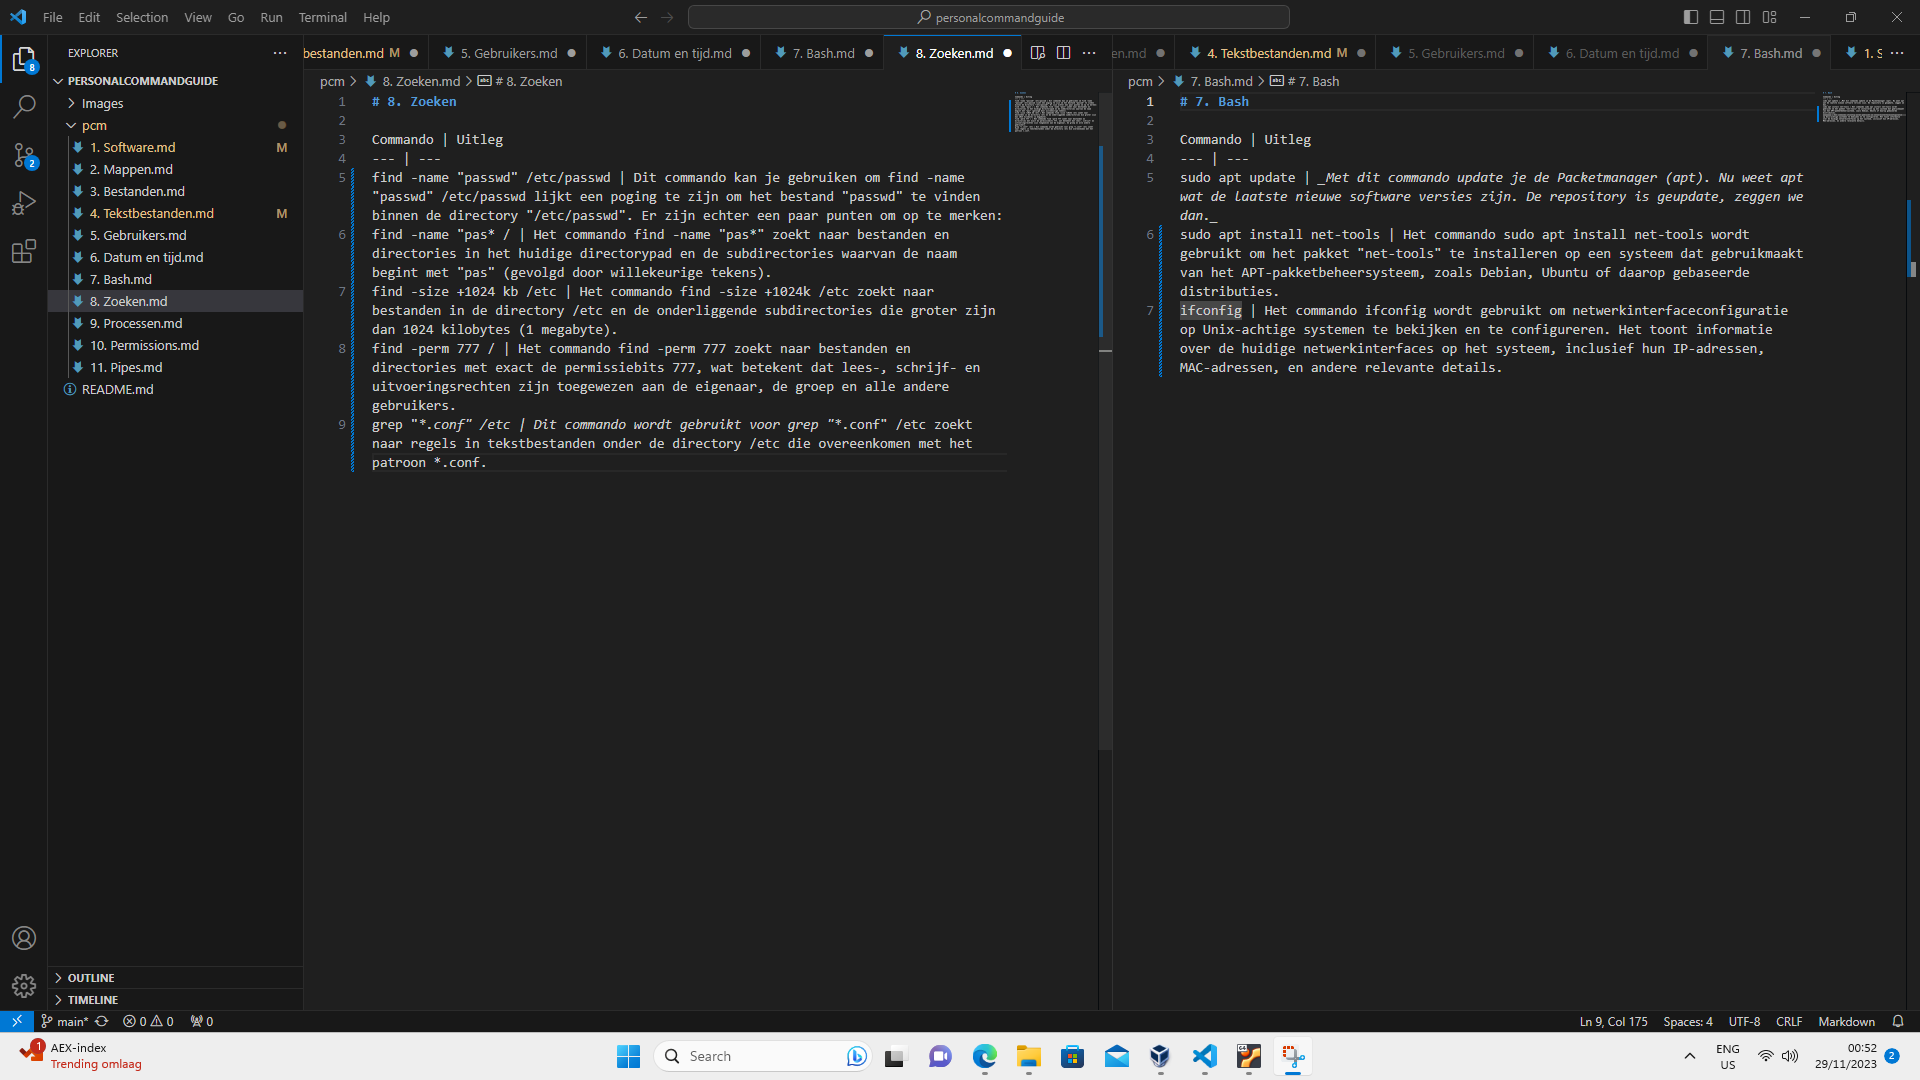 File Edit Selection View Go Run Terminal Help
personalcommandguide
EXPLORER
PERSONALCOMMANDGUIDE
Images
pcm
1. Software.md M
2. Mappen.md
3. Bestanden.md
4. Tekstbestanden.md M
5. Gebruikers.md
6. Datum en tijd.md
7. Bash.md
8. Zoeken.md
9. Processen.md
10. Permissions.md
11. Pipes.md
README.md
OUTLINE
TIMELINE
8
2
bestanden.md M 5. Gebruikers.md 6. Datum en tijd.md 7. Bash.md 8. Zoeken.md
pcm > 8. Zoeken.md > # 8. Zoeken
1 # 8. Zoeken
2
3 Commando | Uitleg
4 --- | ---
5 find -name "passwd" /etc/passwd | Dit commando kan je gebruiken om find -name
"passwd" /etc/passwd lijkt een poging te zijn om het bestand "passwd" te vinden
binnen de directory "/etc/passwd". Er zijn echter een paar punten om op te merken:
6 find -name "pas* / | Het commando find -name "pas*" zoekt naar bestanden en
directories in het huidige directorypad en de subdirectories waarvan de naam
begint met "pas" (gevolgd door willekeurige tekens).
7 find -size +1024 kb /etc | Het commando find -size +1024k /etc zoekt naar
bestanden in de directory /etc en de onderliggende subdirectories die groter zijn
dan 1024 kilobytes (1 megabyte).
8 find -perm 777 / | Het commando find -perm 777 zoekt naar bestanden en
directories met exact de permissiebits 777, wat betekent dat lees-, schrijf- en
uitvoeringsrechten zijn toegewezen aan de eigenaar, de groep en alle andere
gebruikers.
9 grep "*.conf" /etc | Dit commando wordt gebruikt voor grep "*.conf" /etc zoekt
naar regels in tekstbestanden onder de directory /etc die overeenkomen met het
patroon *.conf.
en.md 4. Tekstbestanden.md M 5. Gebruikers.md 6. Datum en tijd.md 7. Bash.md 1. S
pcm > 7. Bash.md > # 7. Bash
1 # 7. Bash
2
3 Commando | Uitleg
4 --- | ---
5 sudo apt update | _Met dit commando update je de Packetmanager (apt). Nu weet apt
wat de laatste nieuwe software versies zijn. De repository is geupdate, zeggen we
dan._
6 sudo apt install net-tools | Het commando sudo apt install net-tools wordt
gebruikt om het pakket "net-tools" te installeren op een systeem dat gebruikmaakt
van het APT-pakketbeheersysteem, zoals Debian, Ubuntu of daarop gebaseerde
distributies.
7 ifconfig | Het commando ifconfig wordt gebruikt om netwerkinterfaceconfiguratie
op Unix-achtige systemen te bekijken en te configureren. Het toont informatie
over de huidige netwerkinterfaces op het systeem, inclusief hun IP-adressen,
MAC-adressen, en andere relevante details.
main* 0 0 0
Ln 9, Col 175 Spaces: 4 UTF-8 CRLF Markdown
1
AEX-index
Trending omlaag
Search
ENG
US
00:52
29/11/2023
2